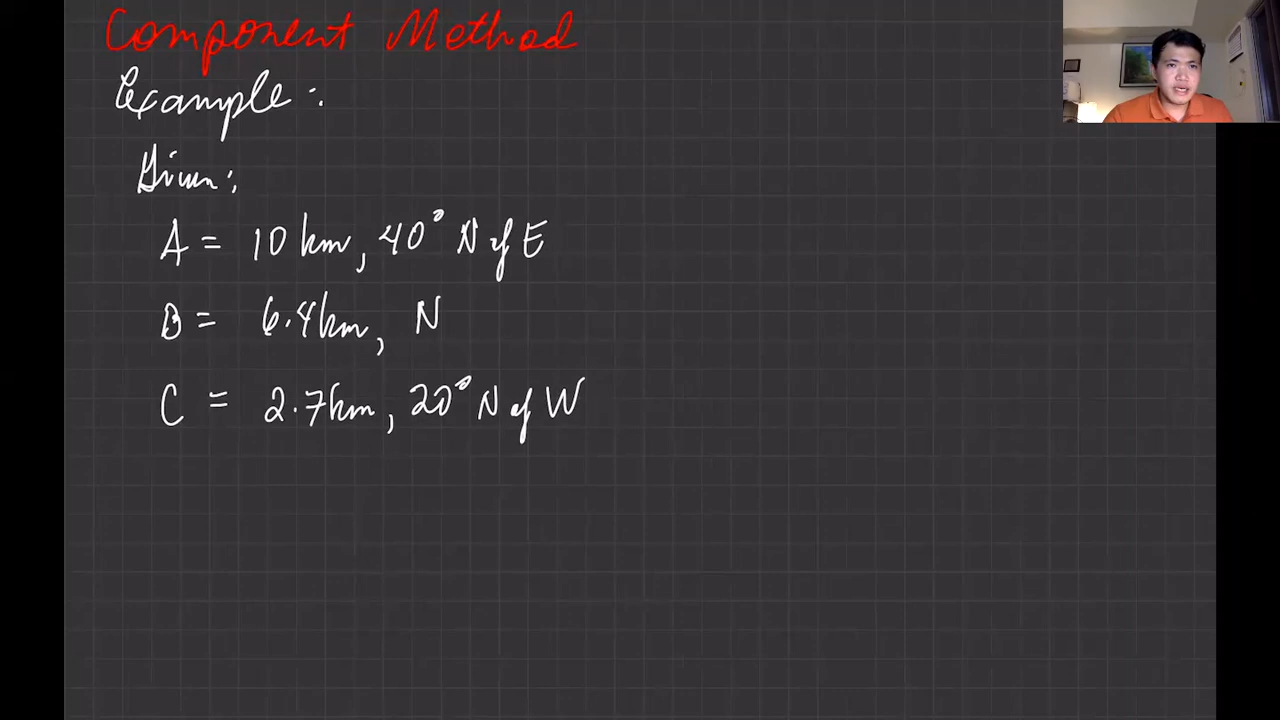 Component Method
Example:
Given:
A = 10 km, 40° N of E
B = 6.4 km, N
C = 2.7 km, 20° N of W